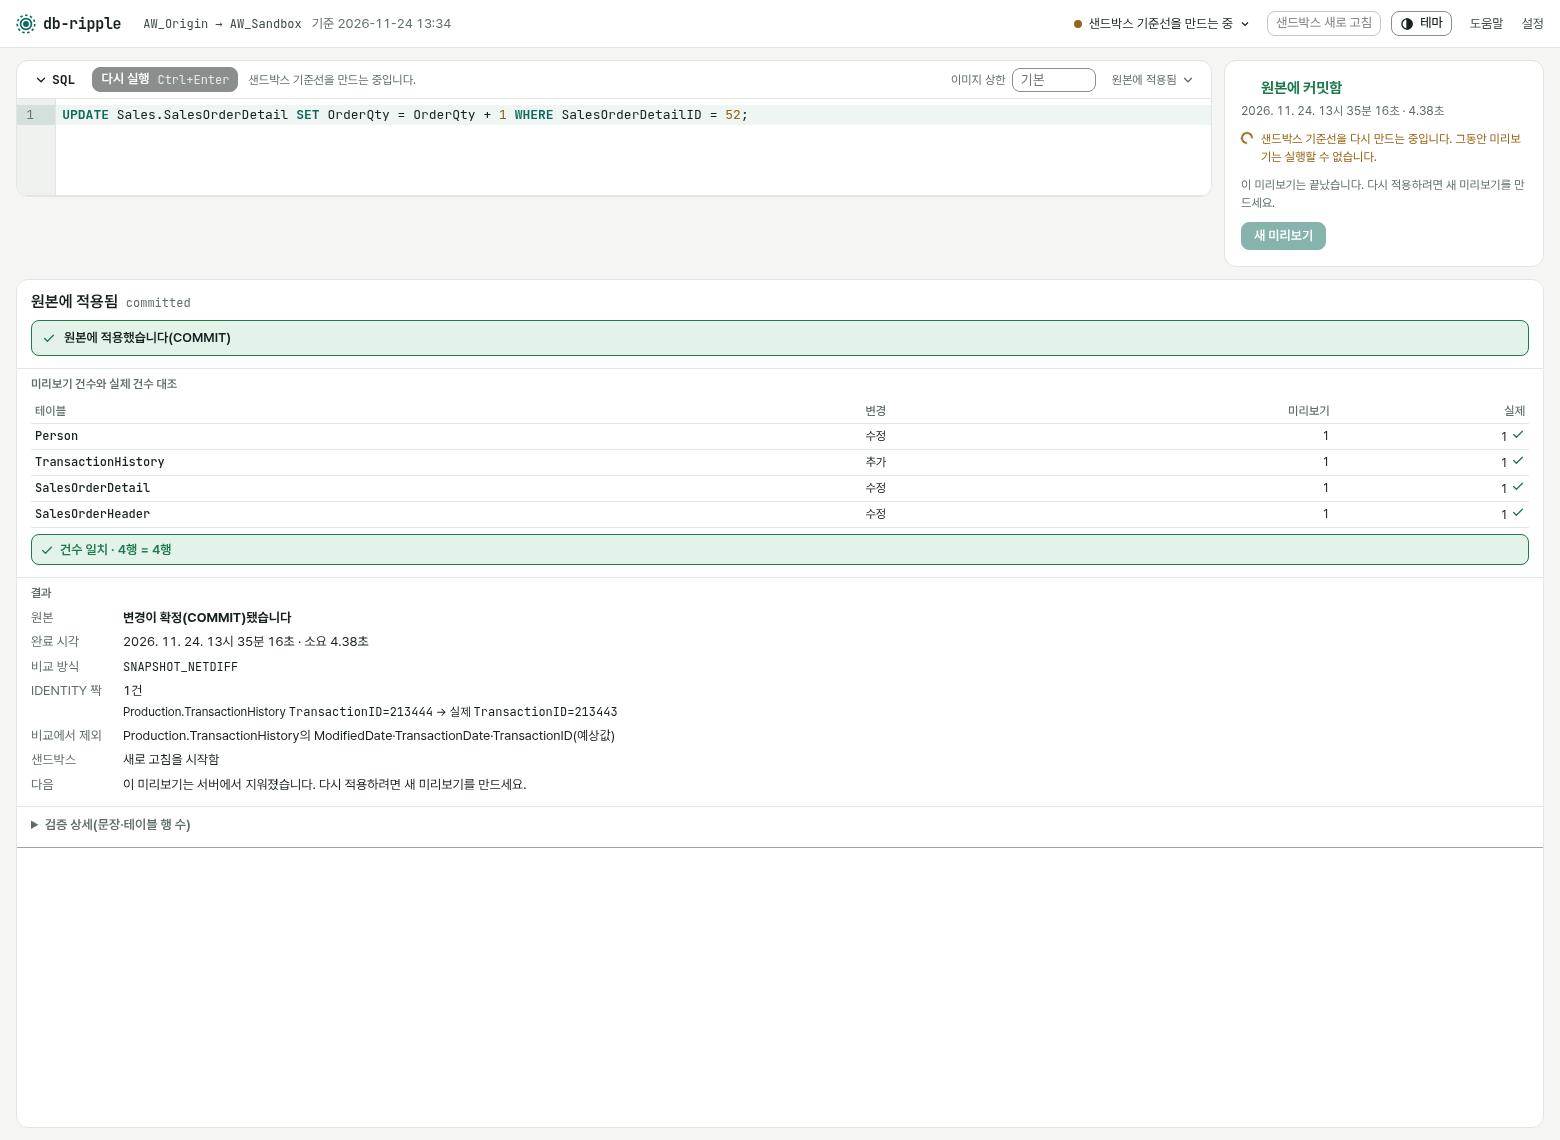 db-ripple AW_Origin → AW_Sandbox 기준 2026-11-24 13:34 샌드박스 기준선을 만드는 중 샌드박스 새로 고침 테마 도움말 설정
SQL 다시 실행 Ctrl+Enter 샌드박스 기준선을 만드는 중입니다. 이미지 상한 기본 원본에 적용됨
1 UPDATE Sales.SalesOrderDetail SET OrderQty = OrderQty + 1 WHERE SalesOrderDetailID = 52;
원본에 커밋함
2026. 11. 24. 13시 35분 16초 · 4.38초
샌드박스 기준선을 다시 만드는 중입니다. 그동안 미리보
기는 실행할 수 없습니다.
이 미리보기는 끝났습니다. 다시 적용하려면 새 미리보기를 만
드세요.
새 미리보기
원본에 적용됨 committed
원본에 적용했습니다(COMMIT)
미리보기 건수와 실제 건수 대조
테이블 변경 미리보기 실제
Person 수정 1 1
TransactionHistory 추가 1 1
SalesOrderDetail 수정 1 1
SalesOrderHeader 수정 1 1
건수 일치 · 4행 = 4행
결과
원본 변경이 확정(COMMIT)됐습니다
완료 시각 2026. 11. 24. 13시 35분 16초 · 소요 4.38초
비교 방식 SNAPSHOT_NETDIFF
IDENTITY 짝 1건
Production.TransactionHistory TransactionID=213444 → 실제 TransactionID=213443
비교에서 제외 Production.TransactionHistory의 ModifiedDate·TransactionDate·TransactionID(예상값)
샌드박스 새로 고침을 시작함
다음 이 미리보기는 서버에서 지워졌습니다. 다시 적용하려면 새 미리보기를 만드세요.
검증 상세(문장·테이블 행 수)